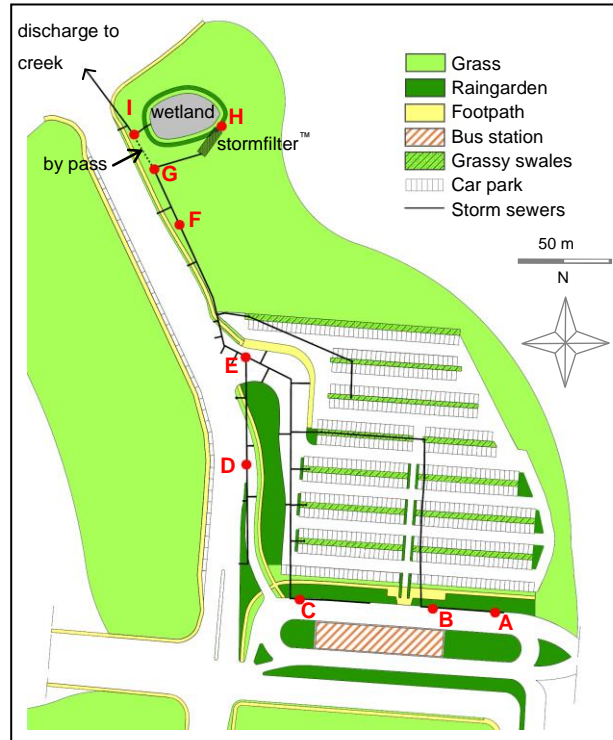 discharge to
creek
I
wetland
H
stormfilter™
by pass
G
F
E
D
C
B
A
Grass
Raingarden
Footpath
Bus station
Grassy swales
Car park
Storm sewers
50 m
N